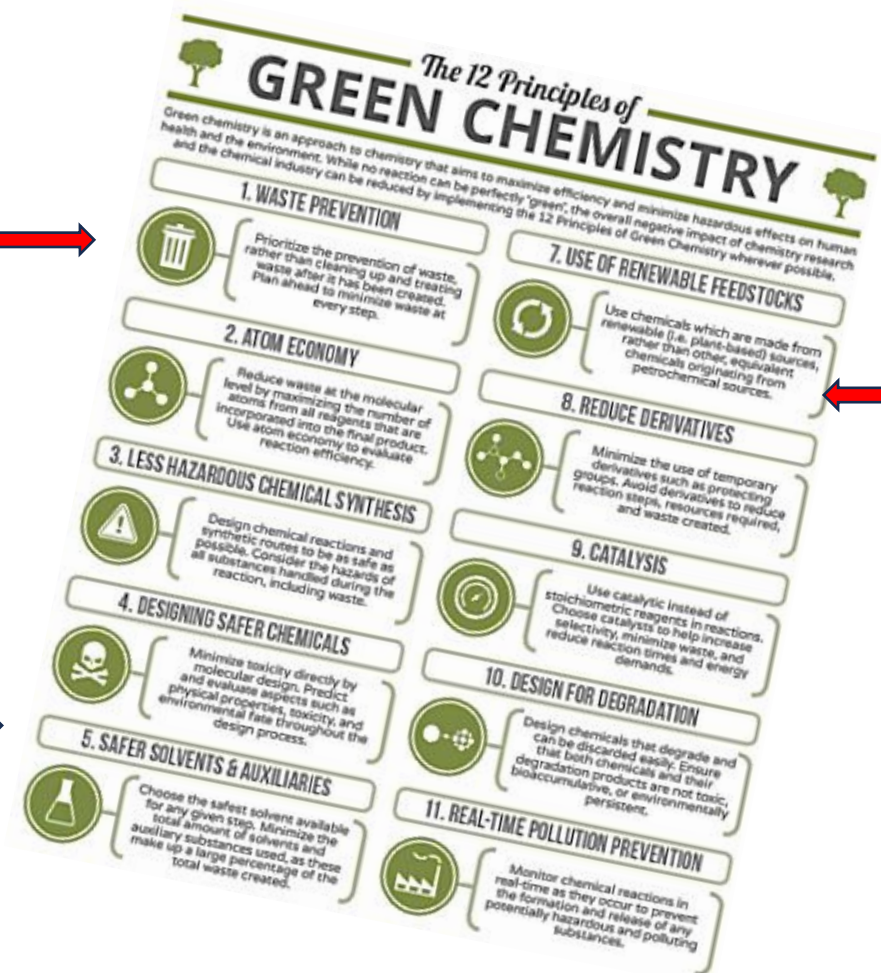 The 12 Principles of
GREEN CHEMISTRY
Green chemistry is an approach to chemistry that aims to maximize efficiency and minimize hazardous effects on human
health and the environment. While no reaction can be perfectly 'green', the overall negative impact of chemistry research
and the chemical industry can be reduced by implementing the 12 Principles of Green Chemistry wherever possible.
1. WASTE PREVENTION
Prioritize the prevention of waste,
rather than cleaning up and treating
waste after it has been created.
Plan ahead to minimize waste at
every step.
2. ATOM ECONOMY
Reduce waste at the molecular
level by maximizing the number of
atoms from all reagents that are
incorporated into the final product.
Use atom economy to evaluate
reaction efficiency.
3. LESS HAZARDOUS CHEMICAL SYNTHESIS
Design chemical reactions and
synthetic routes to be as safe as
possible. Consider the hazards of
all substances handled during the
reaction, including waste.
4. DESIGNING SAFER CHEMICALS
Minimize toxicity directly by
molecular design. Predict
and evaluate aspects such as
physical properties, toxicity, and
environmental fate throughout the
design process.
5. SAFER SOLVENTS & AUXILIARIES
Choose the safest solvent available
for any given step. Minimize the
total amount of solvents and
auxiliary substances used, as these
make up a large percentage of the
total waste created.
7. USE OF RENEWABLE FEEDSTOCKS
Use chemicals which are made from
renewable (i.e. plant-based) sources,
rather than other, equivalent
chemicals originating from
petrochemical sources.
8. REDUCE DERIVATIVES
Minimize the use of temporary
derivatives such as protecting
groups. Avoid derivatives to reduce
reaction steps, resources required,
and waste created.
9. CATALYSIS
Use catalytic instead of
stoichiometric reagents in reactions.
Choose catalysts to help increase
selectivity, minimize waste, and
reduce reaction times and energy
demands.
10. DESIGN FOR DEGRADATION
Design chemicals that degrade and
can be discarded easily. Ensure
that both chemicals and their
degradation products are not toxic,
bioaccumulative, or environmentally
persistent.
11. REAL-TIME POLLUTION PREVENTION
Monitor chemical reactions in
real-time as they occur to prevent
the formation and release of any
potentially hazardous and polluting
substances.